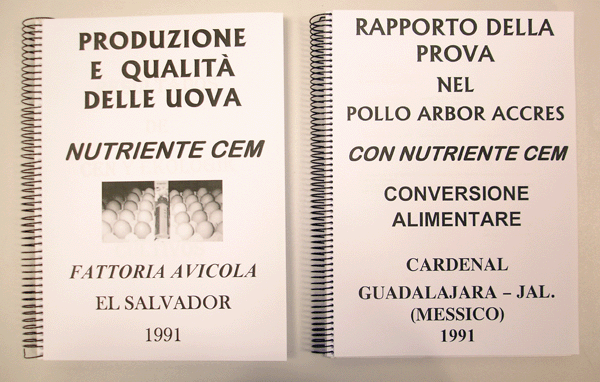 PRODUZIONE
E QUALITÀ
DELLE UOVA
NUTRIENTE CEM
FATTORIA AVICOLA
EL SALVADOR
1991
RAPPORTO DELLA
PROVA
NEL
POLLO ARBOR ACCRES
CON NUTRIENTE CEM
CONVERSIONE
ALIMENTARE
CARDENAL
GUADALAJARA – JAL.
(MESSICO)
1991